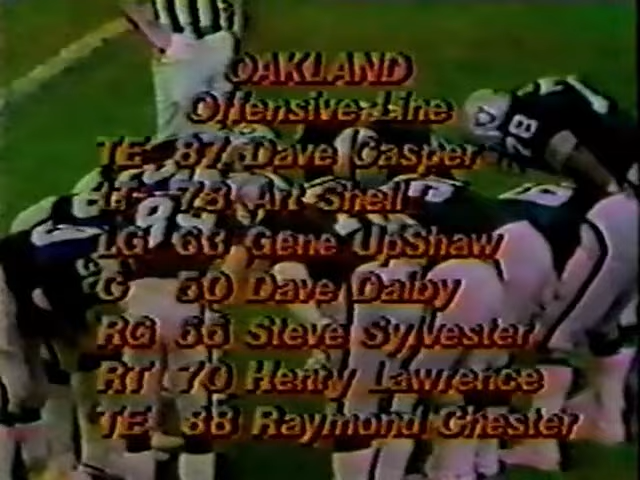 OAKLAND
Offensive Line
TE 87 Dave Casper
LT 78 Art Shell
LG 63 Gene UpShaw
C 50 Dave Dalby
RG 66 Steve Sylvester
RT 70 Henry Lawrence
TE 88 Raymond Chester
78